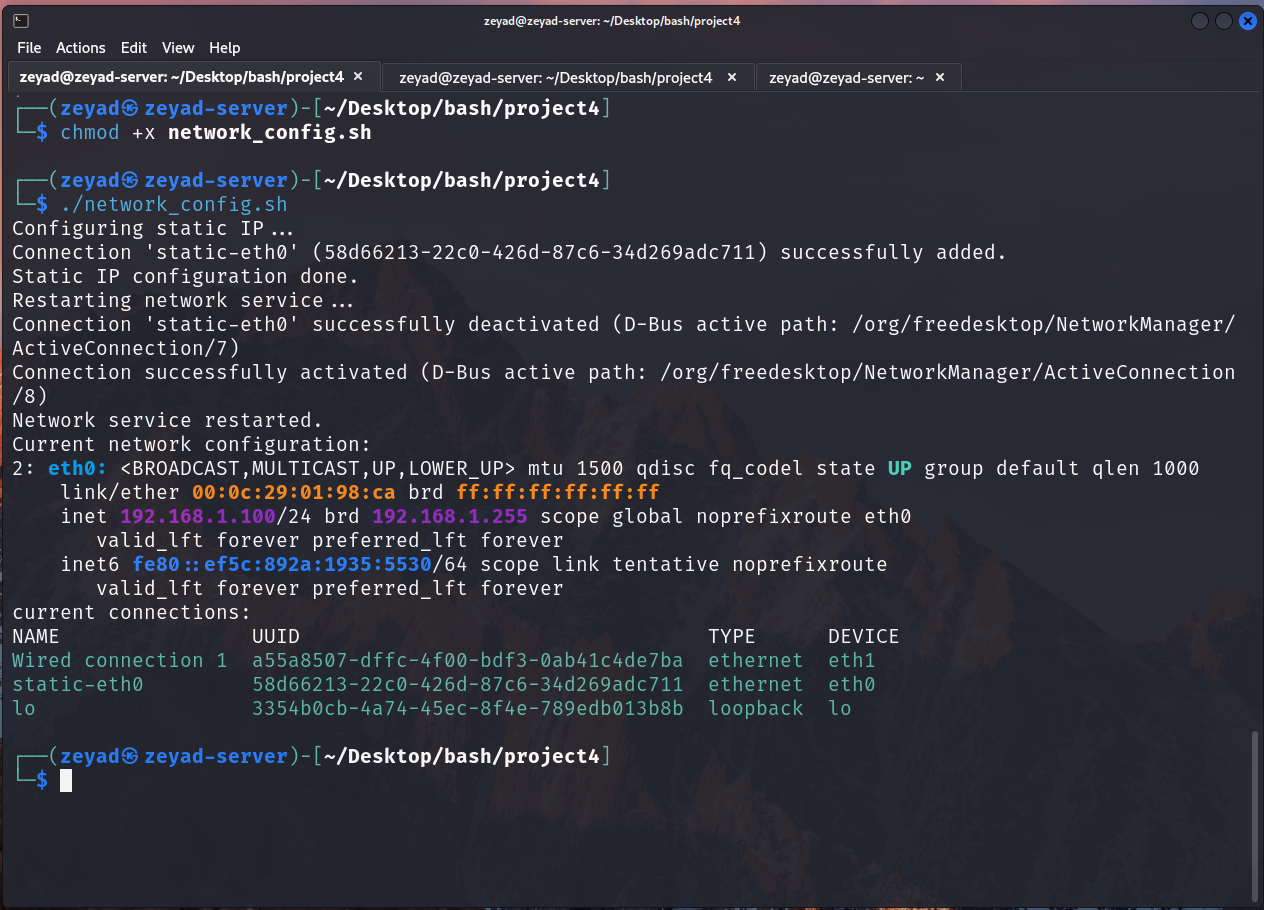 zeyad@zeyad-server: ~/Desktop/bash/project4
File Actions Edit View Help
zeyad@zeyad-server: ~/Desktop/bash/project4 × zeyad@zeyad-server: ~/Desktop/bash/project4 × zeyad@zeyad-server: ~ ×
┌──(zeyad㉿zeyad-server)-[~/Desktop/bash/project4]
└─$ chmod +x network_config.sh
┌──(zeyad㉿zeyad-server)-[~/Desktop/bash/project4]
└─$ ./network_config.sh
Configuring static IP...
Connection 'static-eth0' (58d66213-22c0-426d-87c6-34d269adc711) successfully added.
Static IP configuration done.
Restarting network service...
Connection 'static-eth0' successfully deactivated (D-Bus active path: /org/freedesktop/NetworkManager/
ActiveConnection/7)
Connection successfully activated (D-Bus active path: /org/freedesktop/NetworkManager/ActiveConnection
/8)
Network service restarted.
Current network configuration:
2: eth0: <BROADCAST,MULTICAST,UP,LOWER_UP> mtu 1500 qdisc fq_codel state UP group default qlen 1000
    link/ether 00:0c:29:01:98:ca brd ff:ff:ff:ff:ff:ff
    inet 192.168.1.100/24 brd 192.168.1.255 scope global noprefixroute eth0
       valid_lft forever preferred_lft forever
    inet6 fe80::ef5c:892a:1935:5530/64 scope link tentative noprefixroute
       valid_lft forever preferred_lft forever
current connections:
NAME                UUID                                  TYPE      DEVICE
Wired connection 1  a55a8507-dffc-4f00-bdf3-0ab41c4de7ba  ethernet  eth1
static-eth0         58d66213-22c0-426d-87c6-34d269adc711  ethernet  eth0
lo                  3354b0cb-4a74-45ec-8f4e-789edb013b8b  loopback  lo
┌──(zeyad㉿zeyad-server)-[~/Desktop/bash/project4]
└─$